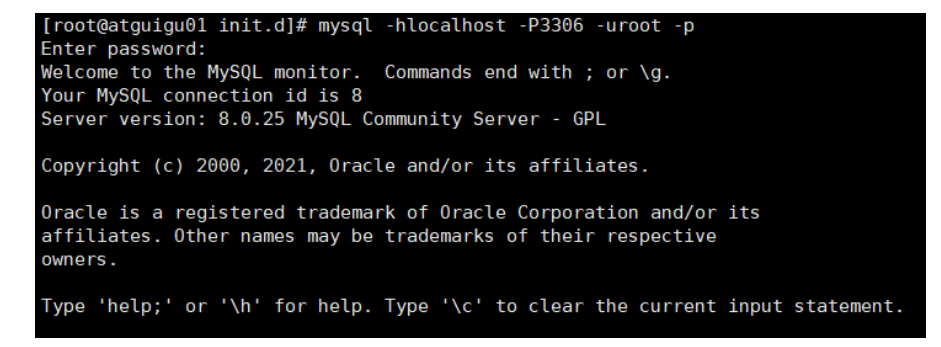 [root@atguigu01 init.d]# mysql -hlocalhost -P3306 -uroot -p
Enter password:
Welcome to the MySQL monitor.  Commands end with ; or \g.
Your MySQL connection id is 8
Server version: 8.0.25 MySQL Community Server - GPL
Copyright (c) 2000, 2021, Oracle and/or its affiliates.
Oracle is a registered trademark of Oracle Corporation and/or its
affiliates. Other names may be trademarks of their respective
owners.
Type 'help;' or '\h' for help. Type '\c' to clear the current input statement.